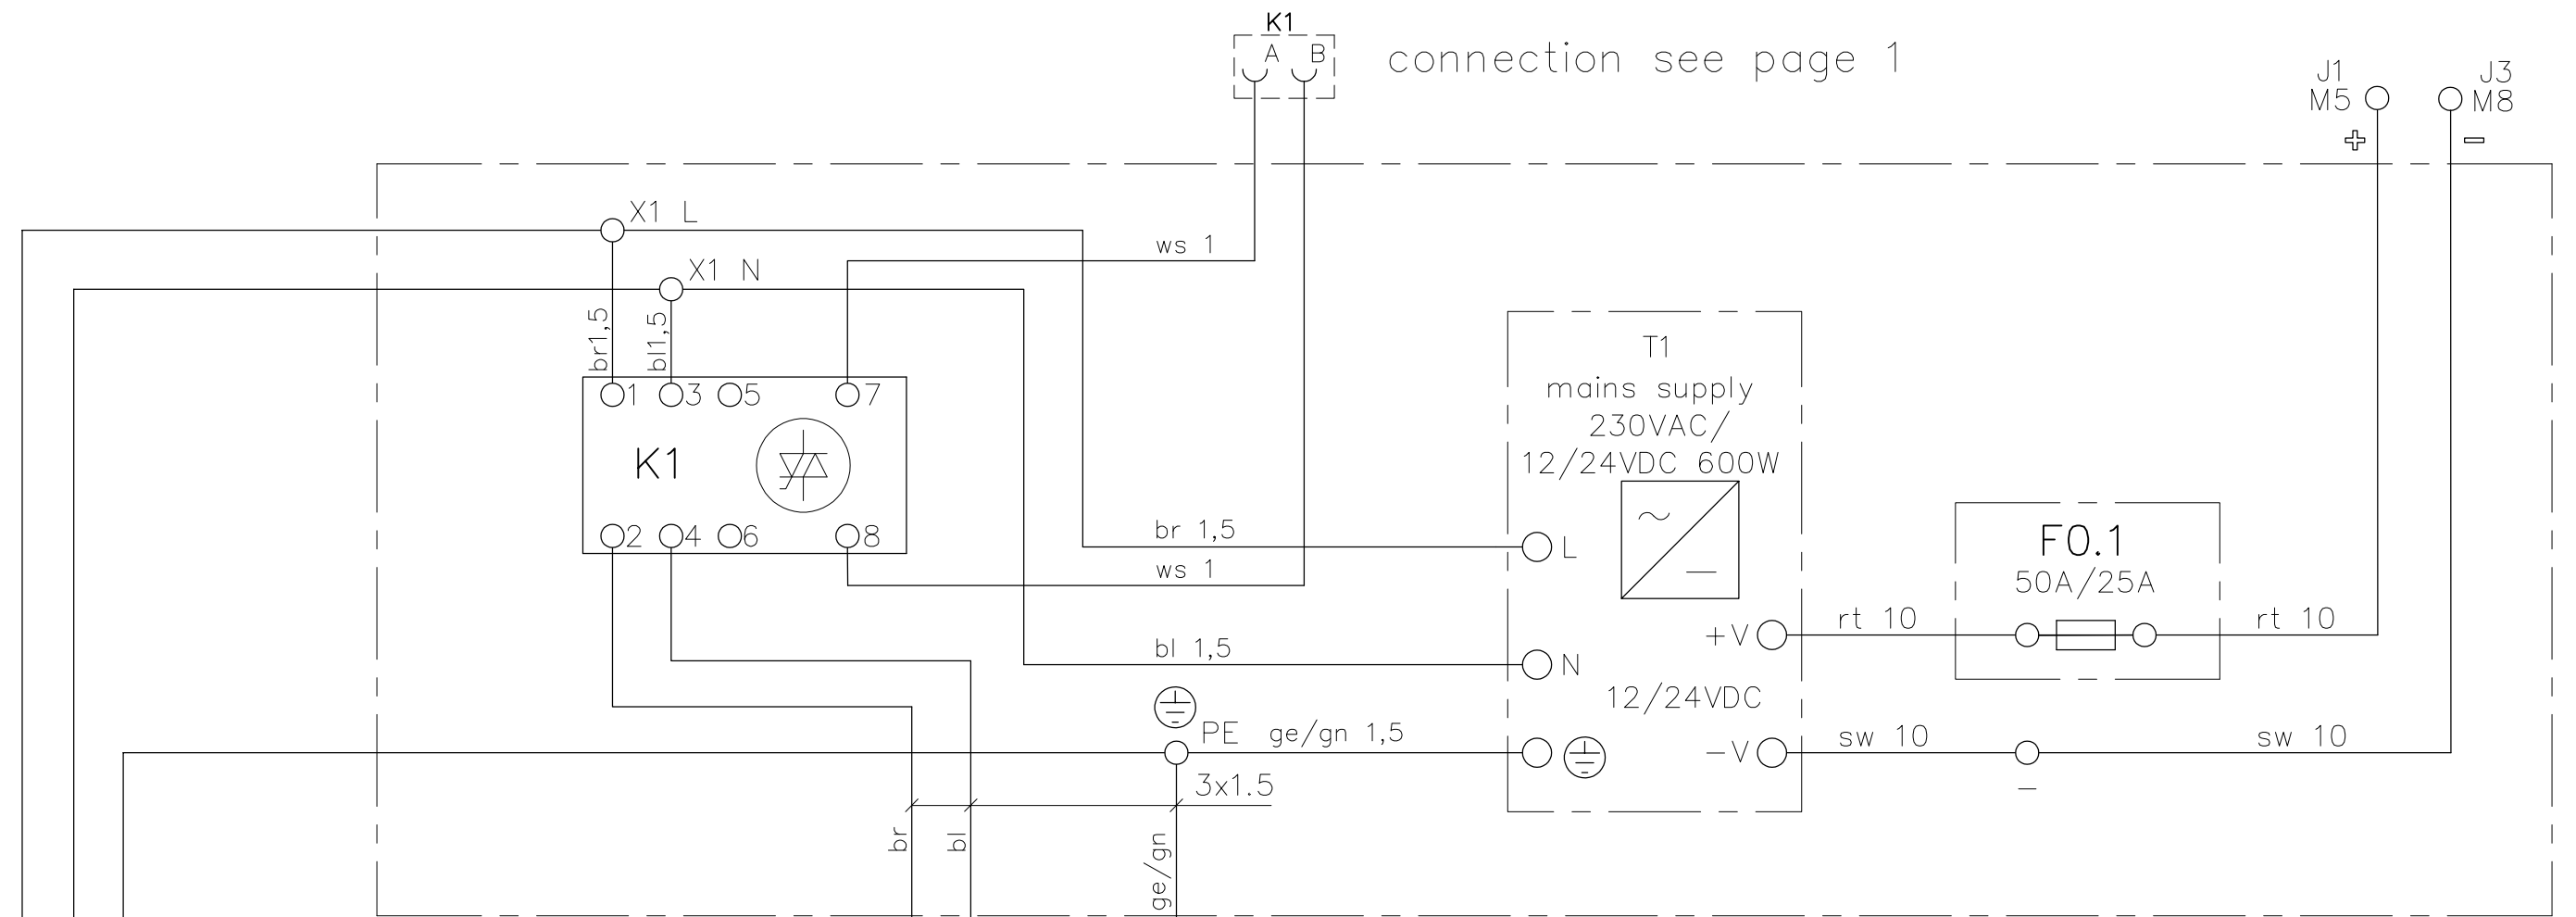 K1
A B
connection see page 1
J1
M5
J3
M8
+
-
X1 L
ws 1
X1 N
br1,5
bl1,5
1 3 5 7
K1
2 4 6 8
T1
mains supply
230VAC/
12/24VDC 600W
~
—
br 1,5
L
ws 1
F0.1
50A/25A
bl 1,5
N
+V
rt 10
rt 10
12/24VDC
PE
ge/gn 1,5
-V
sw 10
sw 10
-
3x1.5
br
bl
ge/gn